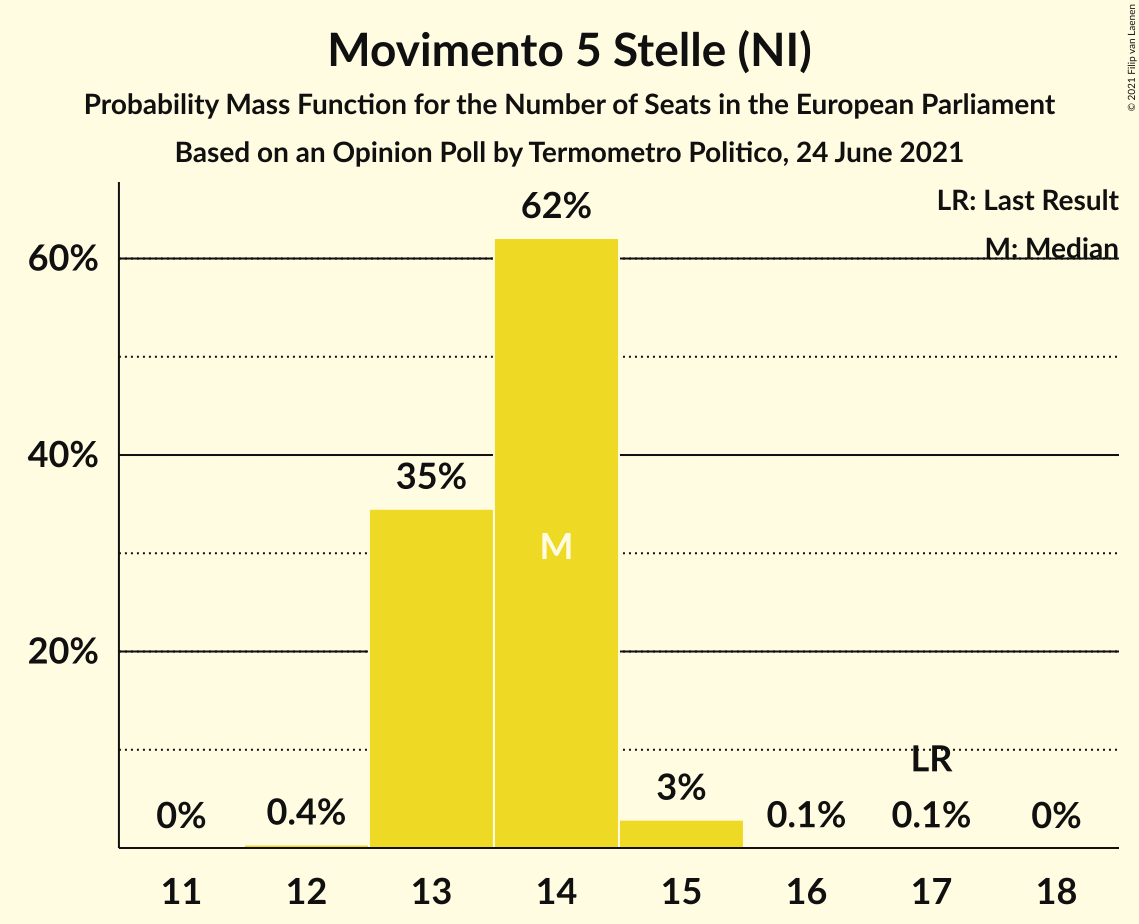 Movimento 5 Stelle (NI)
Probability Mass Function for the Number of Seats in the European Parliament
Based on an Opinion Poll by Termometro Politico, 24 June 2021
© 2021 Filip van Laenen
LR: Last Result
M: Median
62%
60%
40%
35%
M
20%
LR
3%
0%
0.4%
0.1%
0.1%
0%
11 12 13 14 15 16 17 18